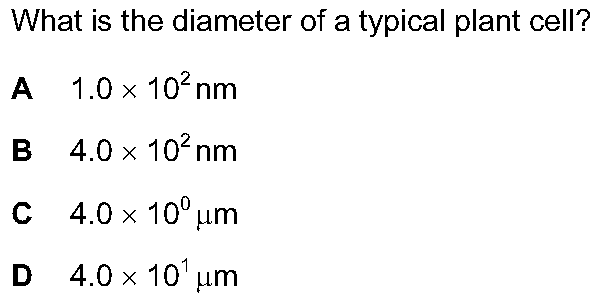 What is the diameter of a typical plant cell?
A 1.0 × 10² nm
B 4.0 × 10² nm
C 4.0 × 10⁰ μm
D 4.0 × 10¹ μm